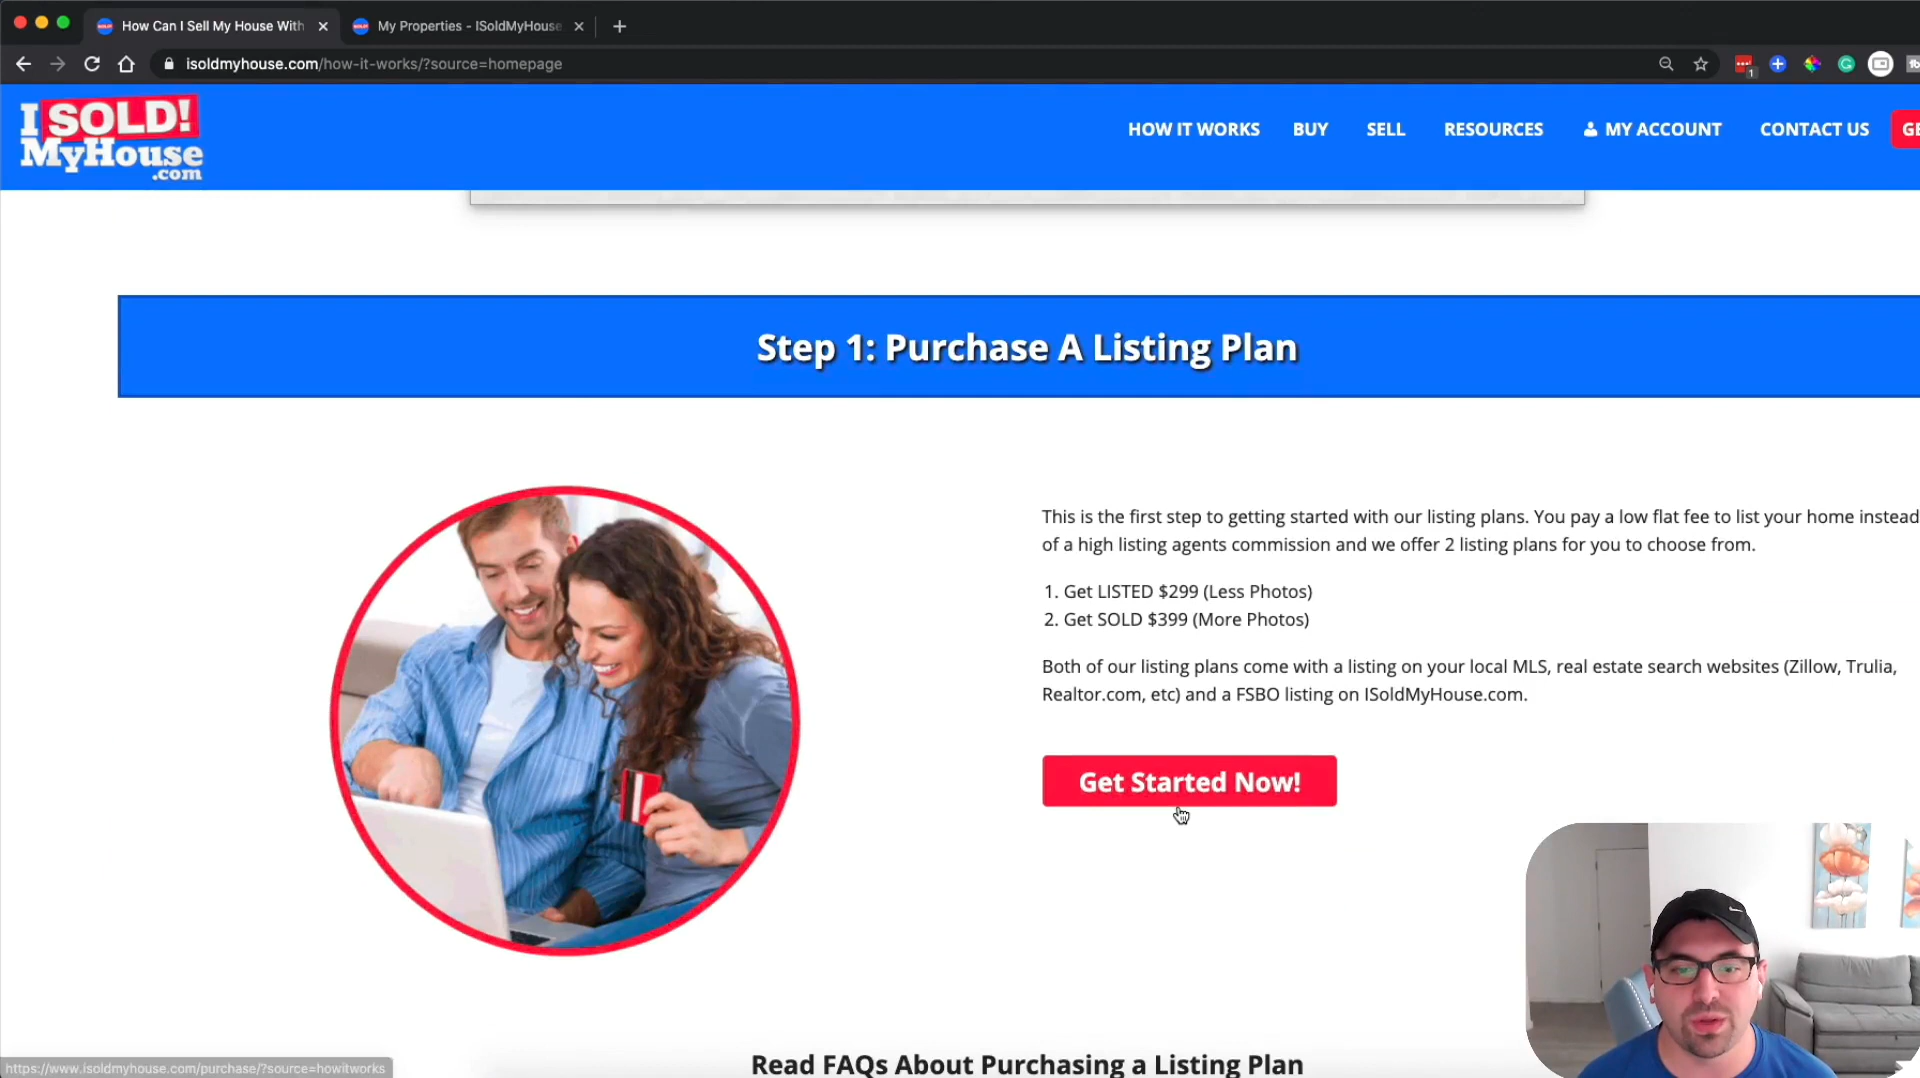 How Can I Sell My House With
My Properties - ISoldMyHouse.
isoldmyhouse.com/how-it-works/?source=homepage
1
I SOLD!
MyHouse
.com
HOW IT WORKS
BUY
SELL
RESOURCES
MY ACCOUNT
CONTACT US
GE
Step 1: Purchase A Listing Plan
This is the first step to getting started with our listing plans. You pay a low flat fee to list your home instead
of a high listing agents commission and we offer 2 listing plans for you to choose from.
1. Get LISTED $299 (Less Photos)
2. Get SOLD $399 (More Photos)
Both of our listing plans come with a listing on your local MLS, real estate search websites (Zillow, Trulia,
Realtor.com, etc) and a FSBO listing on ISoldMyHouse.com.
Get Started Now!
Read FAQs About Purchasing a Listing Plan
https://www.isoldmyhouse.com/purchase/?source=howitworks